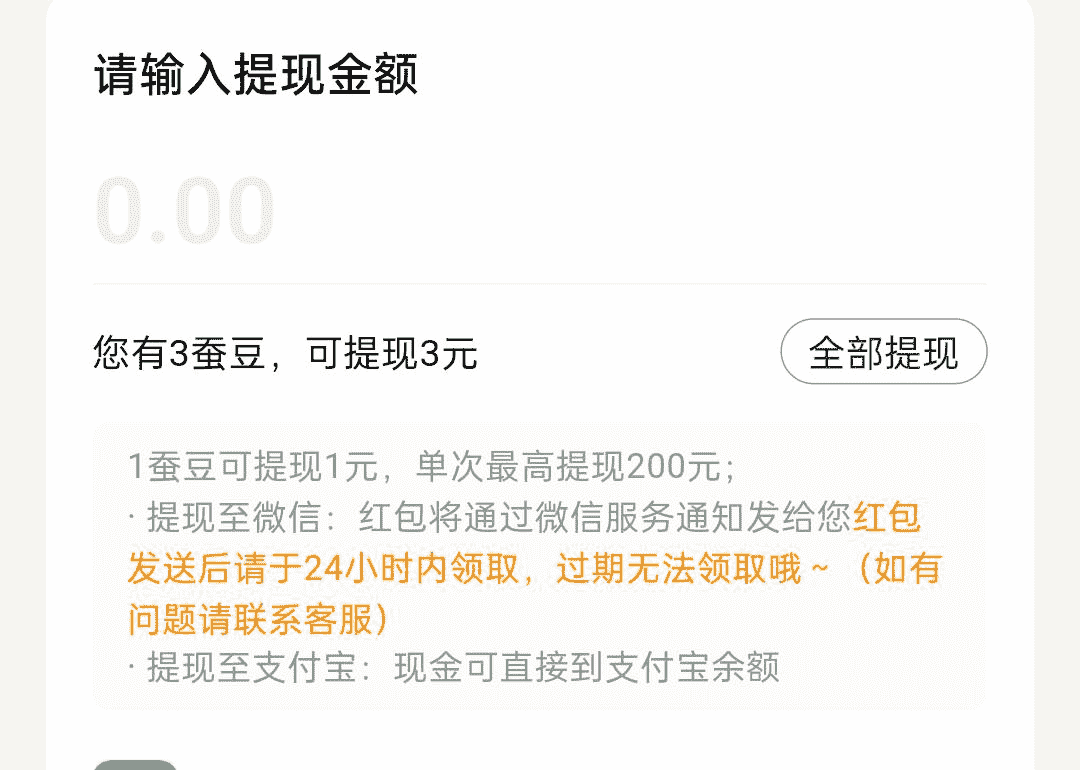 请输入提现金额
0.00
您有3蚕豆，可提现3元
全部提现
1蚕豆可提现1元，单次最高提现200元；
· 提现至微信：红包将通过微信服务通知发给您红包
发送后请于24小时内领取，过期无法领取哦～（如有
问题请联系客服）
· 提现至支付宝：现金可直接到支付宝余额